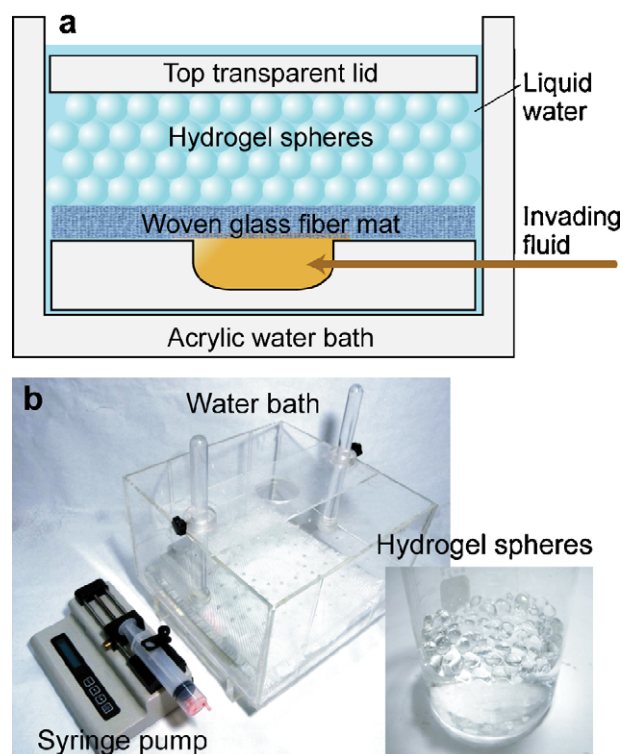 a
Top transparent lid
Liquid
water
Hydrogel spheres
Woven glass fiber mat
Invading
fluid
Acrylic water bath
b
Water bath
Hydrogel spheres
Syringe pump